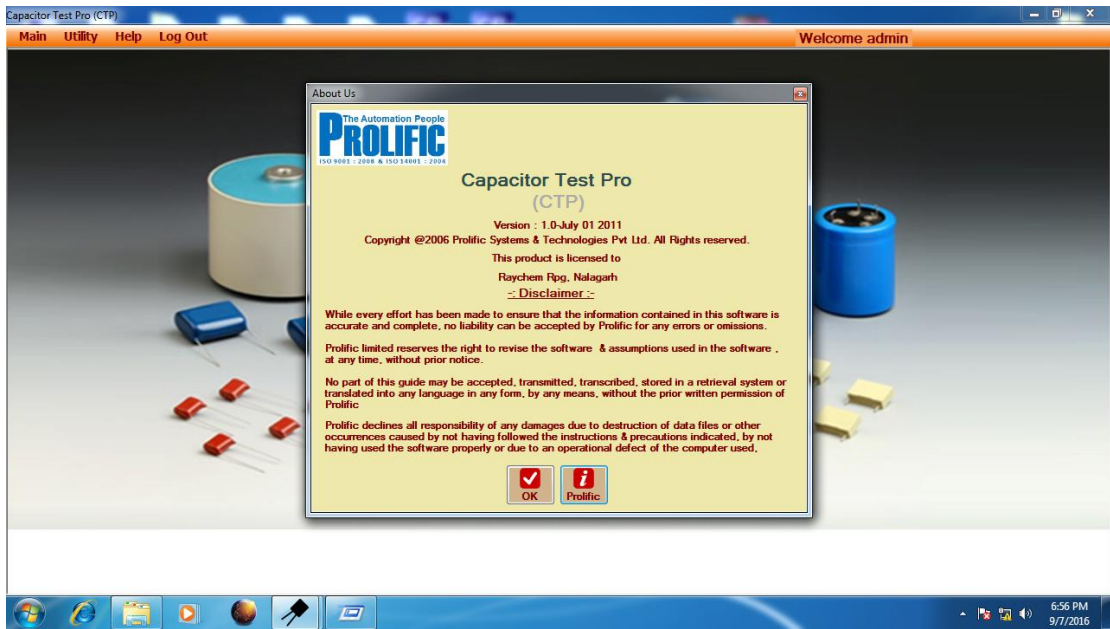 Capacitor Test Pro (CTP)
Main Utility Help Log Out Welcome admin
About Us
The Automation People
PROLIFIC
ISO 9001 : 2008 & ISO 14001 : 2004
Capacitor Test Pro
(CTP)
Version : 1.0-July 01 2011
Copyright @2006 Prolific Systems & Technologies Pvt Ltd. All Rights reserved.
This product is licensed to
Raychem Rpg, Nalagarh
-: Disclaimer :-
While every effort has been made to ensure that the information contained in this software is
accurate and complete, no liability can be accepted by Prolific for any errors or omissions.
Prolific limited reserves the right to revise the software & assumptions used in the software ,
at any time, without prior notice.
No part of this guide may be accepted, transmitted, transcribed, stored in a retrieval system or
translated into any language in any form, by any means, without the prior written permission of
Prolific
Prolific declines all responsibility of any damages due to destruction of data files or other
occurrences caused by not having followed the instructions & precautions indicated, by not
having used the software properly or due to an operational defect of the computer used,
OK Prolific
6:56 PM
9/7/2016